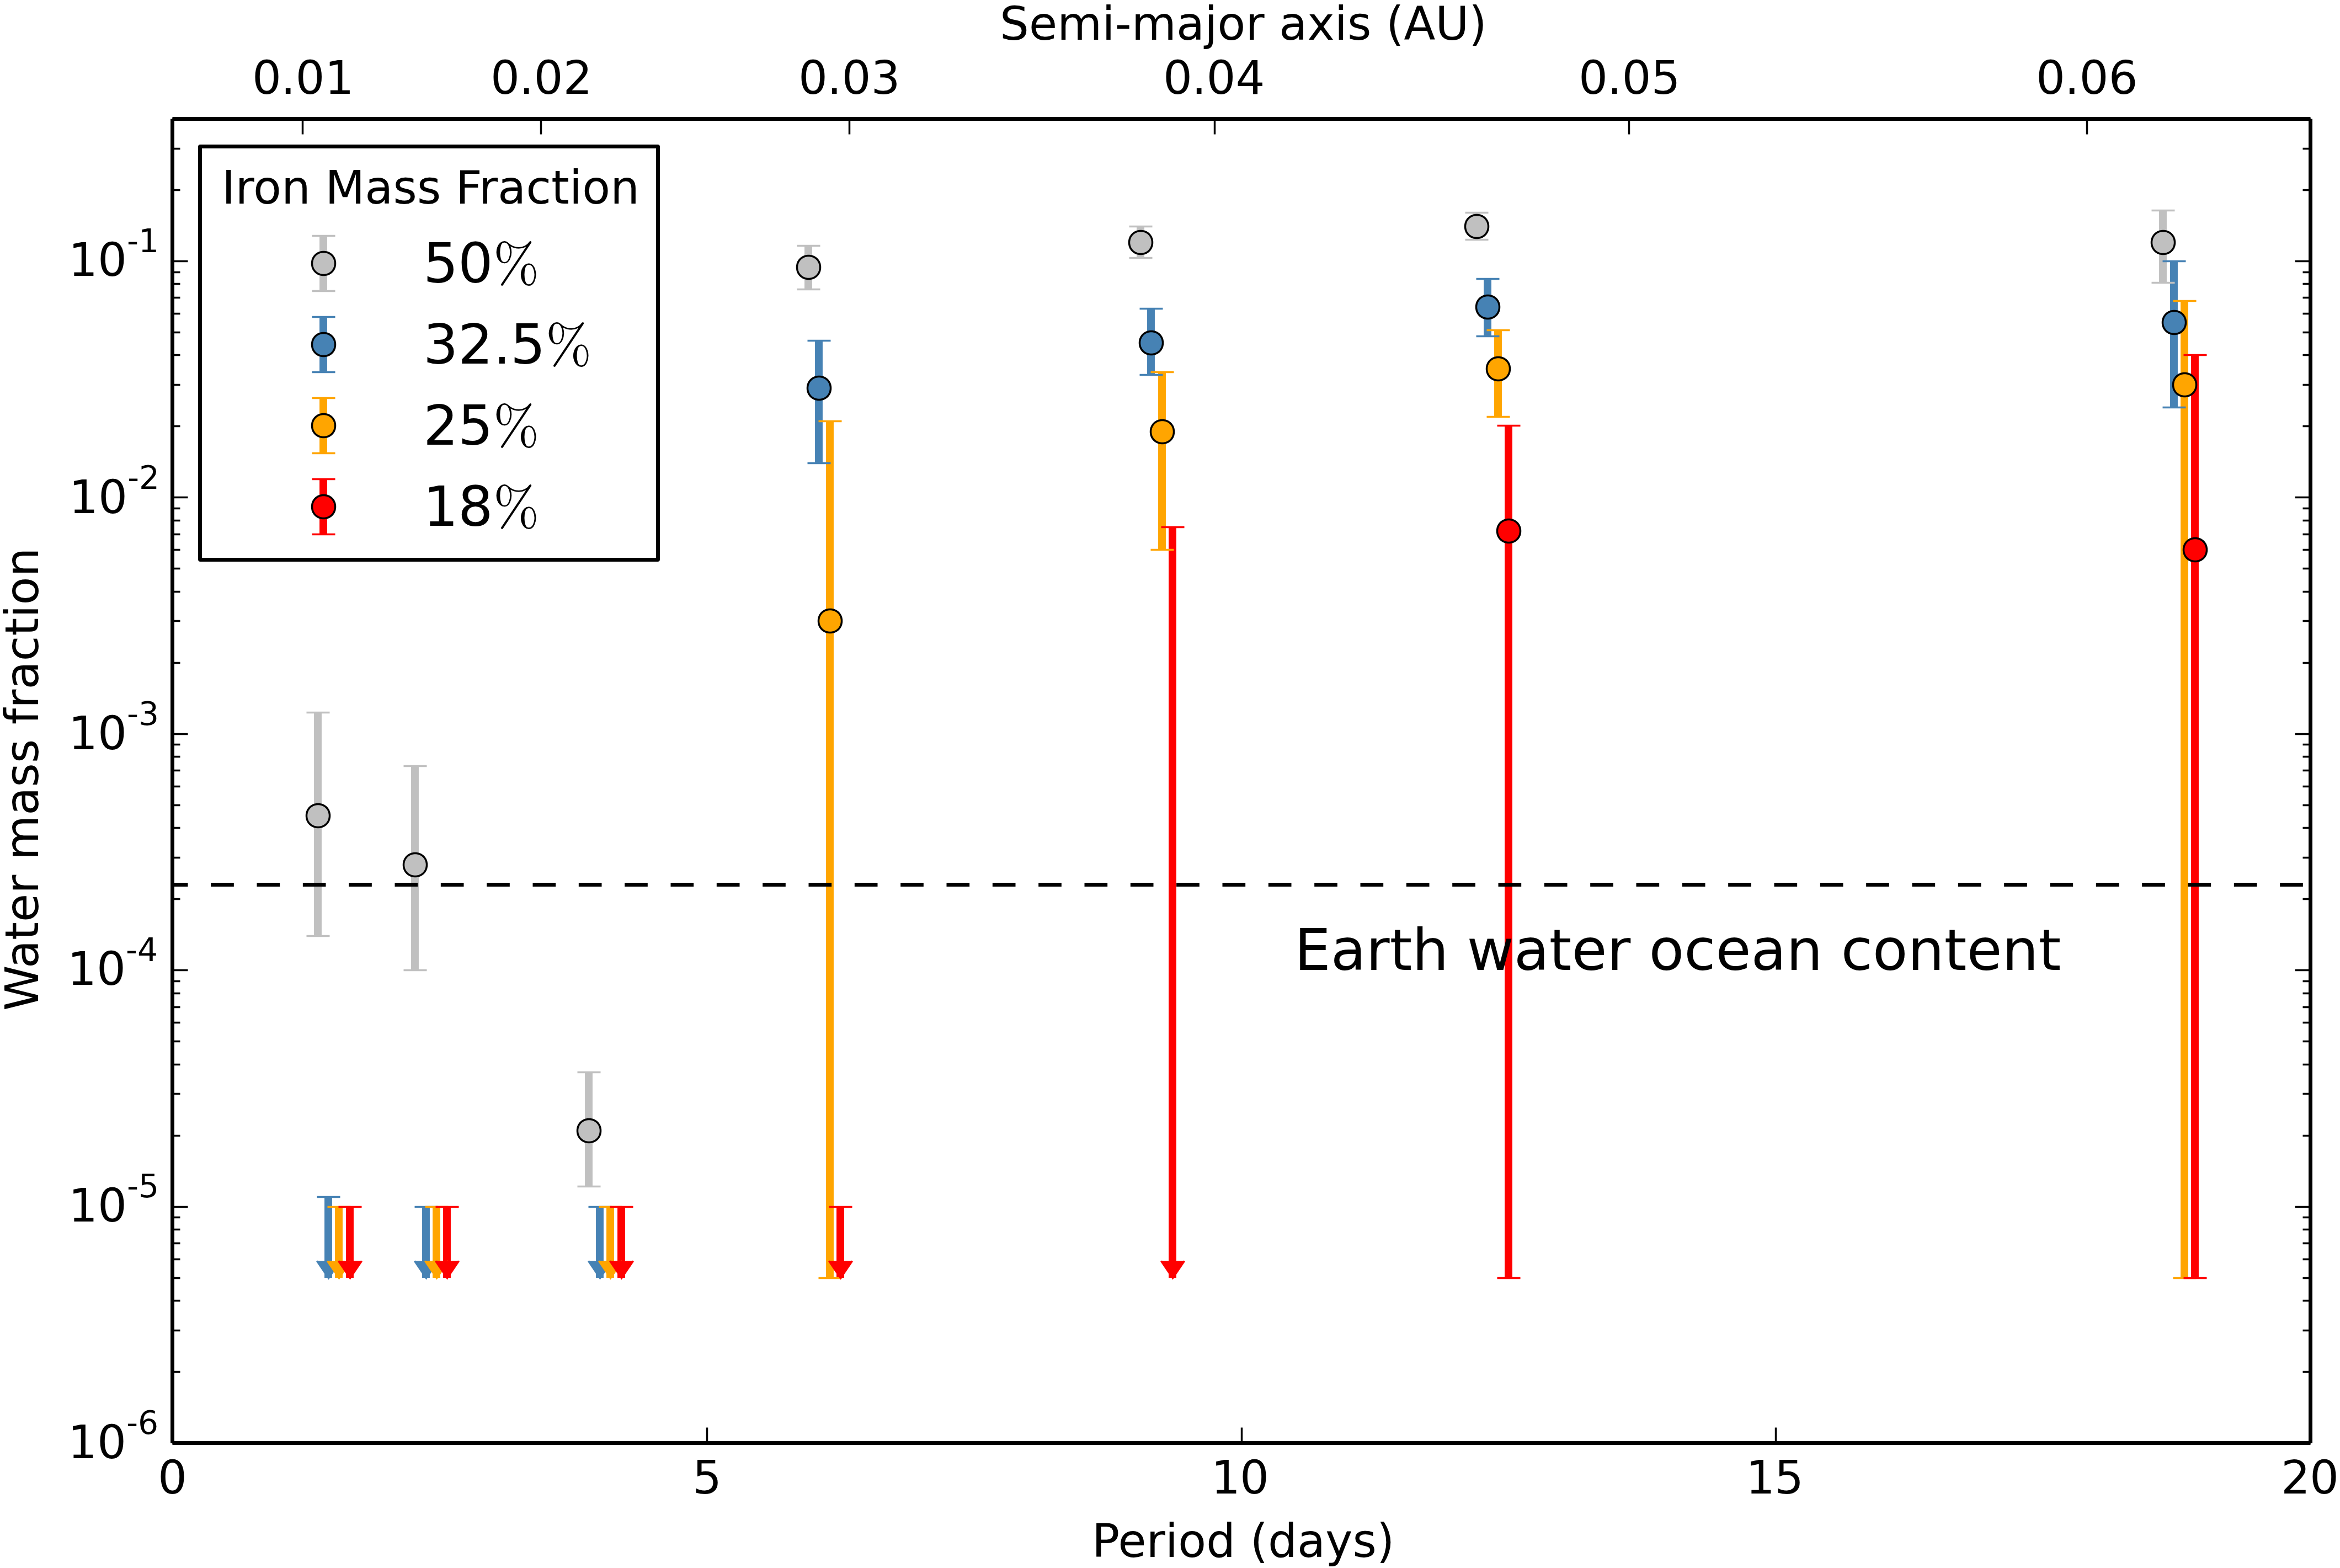 Semi-major axis (AU)
0.01 0.02 0.03 0.04 0.05 0.06
Iron Mass Fraction
50%
32.5%
25%
18%
Water mass fraction
10^-1
10^-2
10^-3
10^-4
10^-5
10^-6
Earth water ocean content
0 5 10 15 20
Period (days)